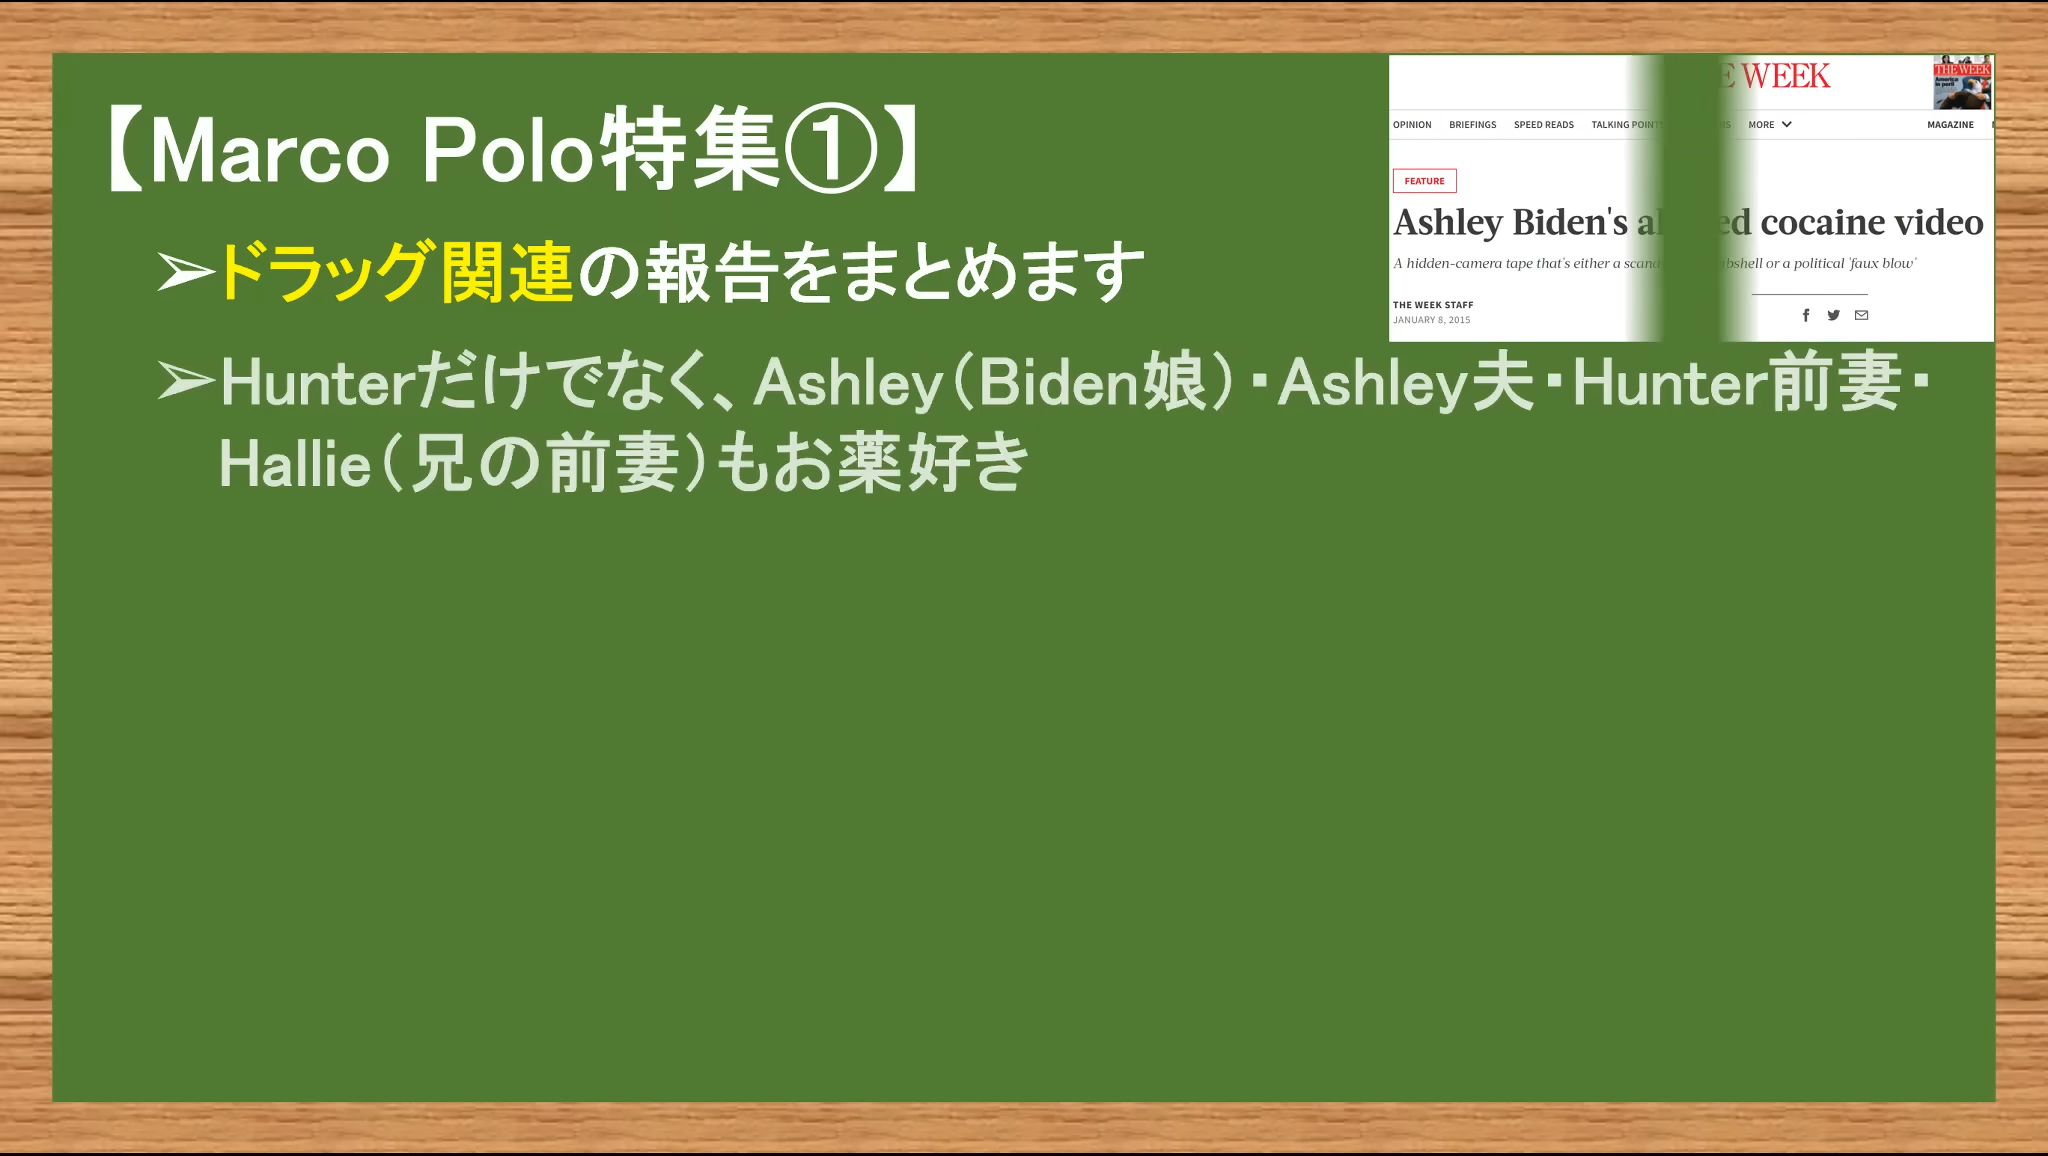 【Marco Polo特集①】
➢ドラッグ関連の報告をまとめます
➢Hunterだけでなく、Ashley（Biden娘）・Ashley夫・Hunter前妻・
Hallie（兄の前妻）もお薬好き
E WEEK
THE WEEK
OPINION BRIEFINGS SPEED READS TALKING POINTS MORE MAGAZINE
FEATURE
Ashley Biden's cocaine video
A hidden-camera tape that's either a or a political 'faux blow'
THE WEEK STAFF
JANUARY 8, 2015